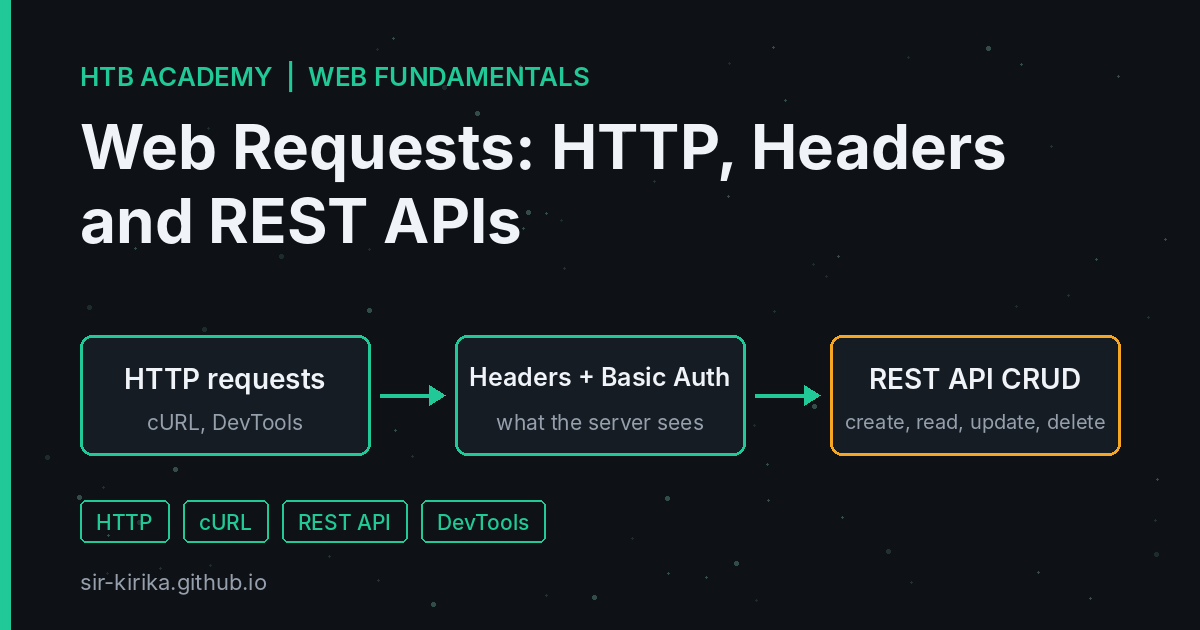 HTB ACADEMY | WEB FUNDAMENTALS
Web Requests: HTTP, Headers
and REST APIs
HTTP requests
cURL, DevTools
Headers + Basic Auth
what the server sees
REST API CRUD
create, read, update, delete
HTTP
cURL
REST API
DevTools
sir-kirika.github.io